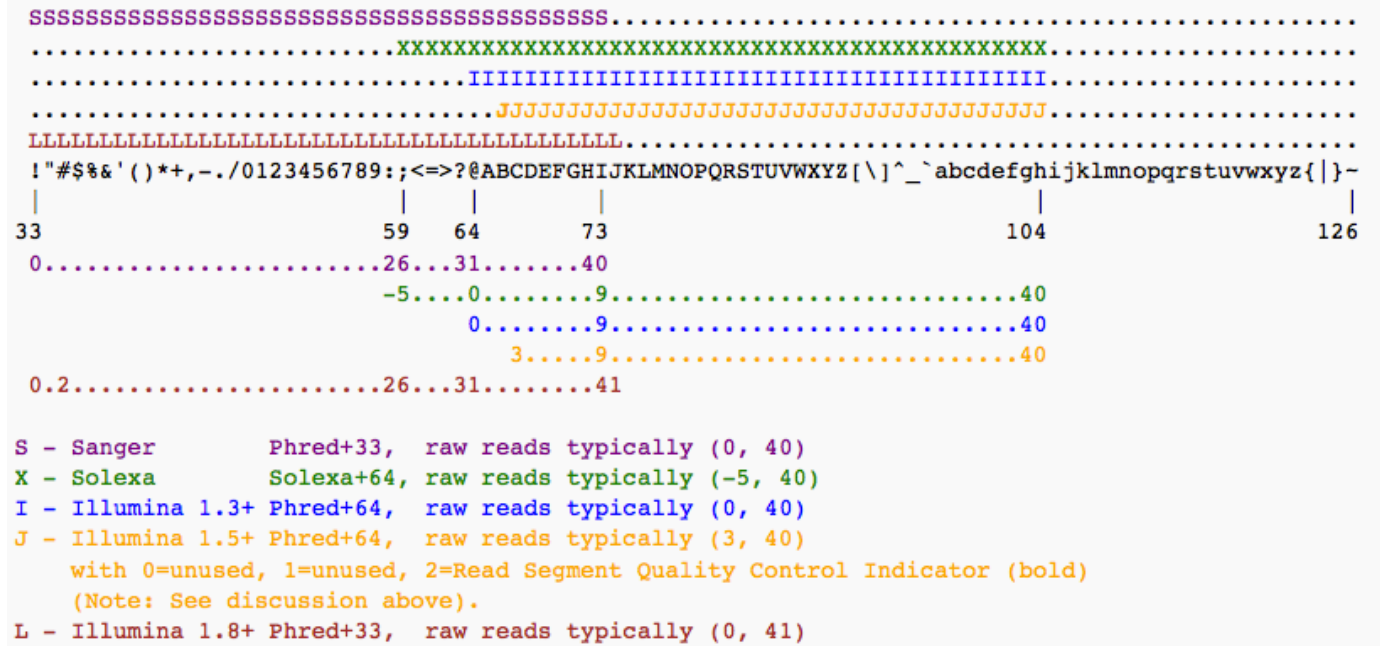 SSSSSSSSSSSSSSSSSSSSSSSSSSSSSSSSSSSSSSSSS.....................................................
..........................XXXXXXXXXXXXXXXXXXXXXXXXXXXXXXXXXXXXXXXXXXXXXX......................
...............................IIIIIIIIIIIIIIIIIIIIIIIIIIIIIIIIIIIIIIIII......................
.................................JJJJJJJJJJJJJJJJJJJJJJJJJJJJJJJJJJJJJJJ......................
LLLLLLLLLLLLLLLLLLLLLLLLLLLLLLLLLLLLLLLLLL....................................................
!"#$%&'()*+,-./0123456789:;<=>?@ABCDEFGHIJKLMNOPQRSTUVWXYZ[\]^_`abcdefghijklmnopqrstuvwxyz{|}~
| | | | | |
33 59 64 73 104 126
0........................26...31.......40
-5....0........9.............................40
0........9.............................40
3.....9.............................40
0.2......................26...31........41
S - Sanger Phred+33, raw reads typically (0, 40)
X - Solexa Solexa+64, raw reads typically (-5, 40)
I - Illumina 1.3+ Phred+64, raw reads typically (0, 40)
J - Illumina 1.5+ Phred+64, raw reads typically (3, 40)
with 0=unused, 1=unused, 2=Read Segment Quality Control Indicator (bold)
(Note: See discussion above).
L - Illumina 1.8+ Phred+33, raw reads typically (0, 41)